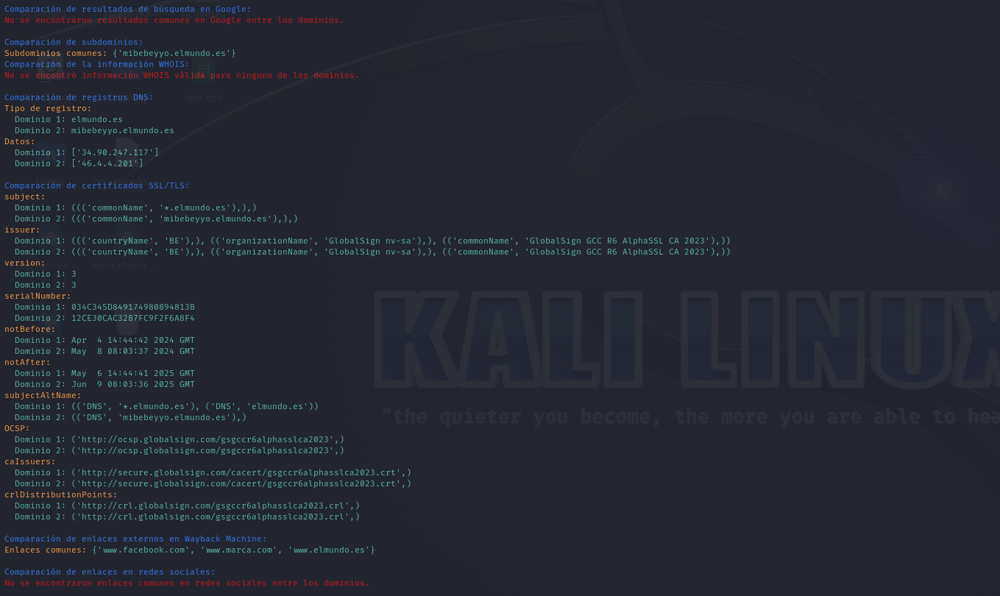 Comparación de resultados de búsqueda en Google:
No se encontraron resultados comunes en Google entre los dominios.
Comparación de subdominios:
Subdominios comunes: {'mibebeyyo.elmundo.es'}
Comparación de la información WHOIS:
No se encontró información WHOIS válida para ninguno de los dominios.
test.csv
Comparación de registros DNS:
Tipo de registro:
  Dominio 1: elmundo.es
  Dominio 2: mibebeyyo.elmundo.es
Datos:
  Dominio 1: ['34.90.247.117']
  Dominio 2: ['46.4.4.201']
Comparación de certificados SSL/TLS:
subject:
  Dominio 1: ((('commonName', '*.elmundo.es'),),)
  Dominio 2: ((('commonName', 'mibebeyyo.elmundo.es'),),)
issuer:
  Dominio 1: ((('countryName', 'BE'),), (('organizationName', 'GlobalSign nv-sa'),), (('commonName', 'GlobalSign GCC R6 AlphaSSL CA 2023'),))
  Dominio 2: ((('countryName', 'BE'),), (('organizationName', 'GlobalSign nv-sa'),), (('commonName', 'GlobalSign GCC R6 AlphaSSL CA 2023'),))
version:
Herramien...
  Dominio 1: 3
  Dominio 2: 3
serialNumber:
  Dominio 1: 034C345D849174980894813B
  Dominio 2: 12CE30CAC3287FC9F2F6A8F4
notBefore:
  Dominio 1: Apr  4 14:44:42 2024 GMT
  Dominio 2: May  8 08:03:37 2024 GMT
notAfter:
  Dominio 1: May  6 14:44:41 2025 GMT
  Dominio 2: Jun  9 08:03:36 2025 GMT
KALI LINUX
"the quieter you become, the more you are able to hea
subjectAltName:
  Dominio 1: (('DNS', '*.elmundo.es'), ('DNS', 'elmundo.es'))
  Dominio 2: (('DNS', 'mibebeyyo.elmundo.es'),)
OCSP:
  Dominio 1: ('http://ocsp.globalsign.com/gsgccr6alphasslca2023',)
  Dominio 2: ('http://ocsp.globalsign.com/gsgccr6alphasslca2023',)
caIssuers:
  Dominio 1: ('http://secure.globalsign.com/cacert/gsgccr6alphasslca2023.crt',)
  Dominio 2: ('http://secure.globalsign.com/cacert/gsgccr6alphasslca2023.crt',)
crlDistributionPoints:
  Dominio 1: ('http://crl.globalsign.com/gsgccr6alphasslca2023.crl',)
  Dominio 2: ('http://crl.globalsign.com/gsgccr6alphasslca2023.crl',)
Comparación de enlaces externos en Wayback Machine:
Enlaces comunes: {'www.facebook.com', 'www.marca.com', 'www.elmundo.es'}
Comparación de enlaces en redes sociales:
No se encontraron enlaces comunes en redes sociales entre los dominios.